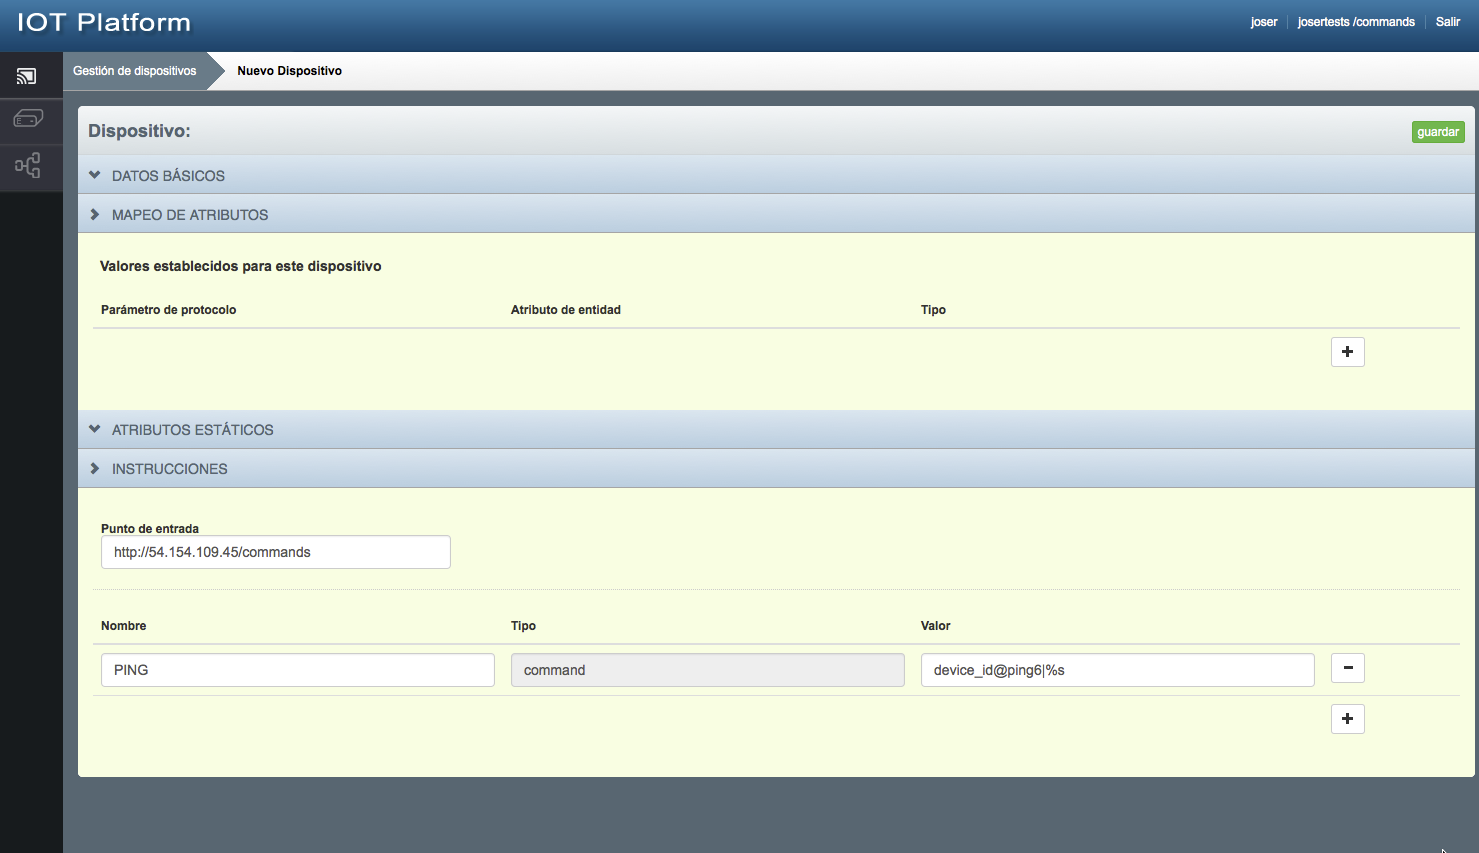 IOT Platform
joser
josertests /commands
Salir
Gestión de dispositivos
Nuevo Dispositivo
Dispositivo:
guardar
DATOS BÁSICOS
MAPEO DE ATRIBUTOS
Valores establecidos para este dispositivo
Parámetro de protocolo
Atributo de entidad
Tipo
ATRIBUTOS ESTÁTICOS
INSTRUCCIONES
Punto de entrada
http://54.154.109.45/commands
Nombre
Tipo
Valor
PING
command
device_id@ping6|%s